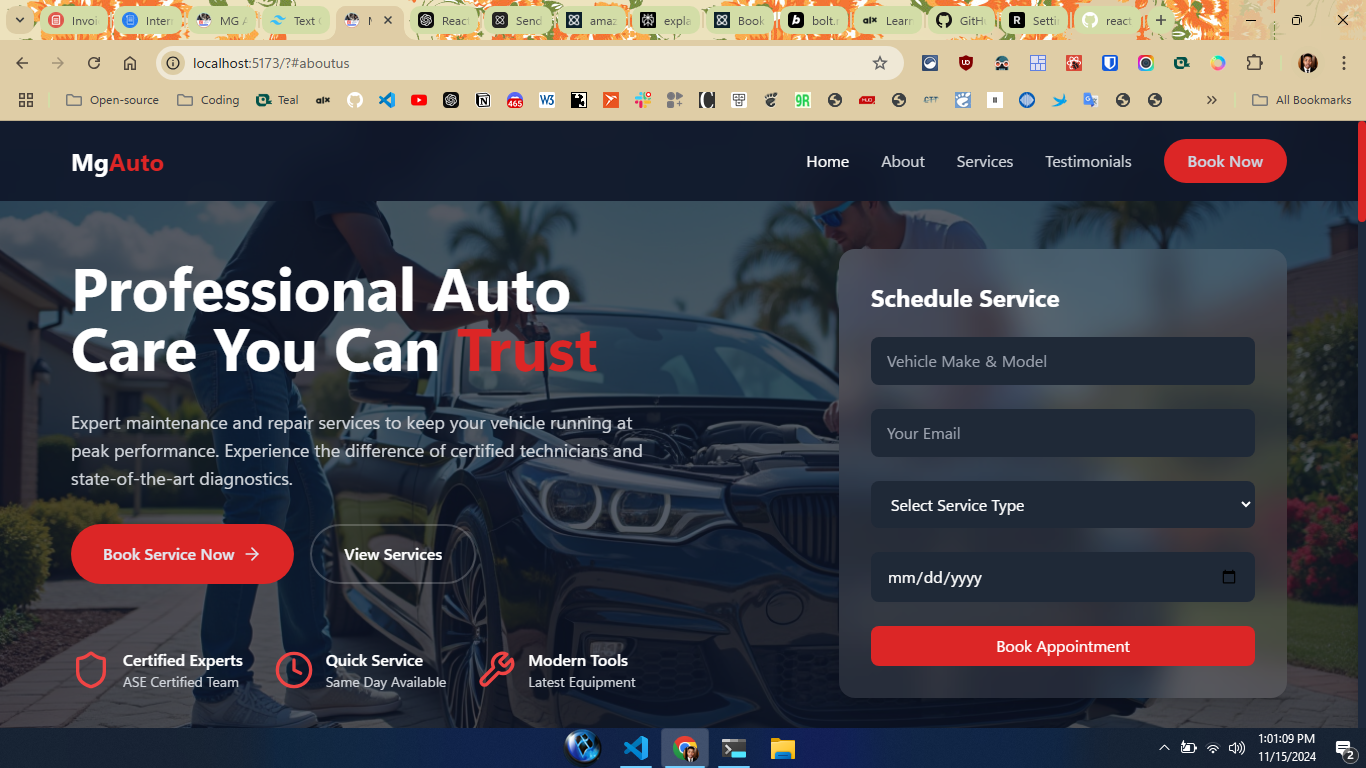 Invoi
Inter
MG A
Text
React
Send
amaz
expla
Book
bolt.
Learn
GitH
Setti
react
localhost:5173/?#aboutus
Open-source
Coding
Teal
All Bookmarks
MgAuto
Home
About
Services
Testimonials
Book Now
Professional Auto
Care You Can Trust
Expert maintenance and repair services to keep your vehicle running at
peak performance. Experience the difference of certified technicians and
state-of-the-art diagnostics.
Book Service Now
View Services
Certified Experts
ASE Certified Team
Quick Service
Same Day Available
Modern Tools
Latest Equipment
Schedule Service
Vehicle Make & Model
Your Email
Select Service Type
mm/dd/yyyy
Book Appointment
1:01:09 PM
11/15/2024
2